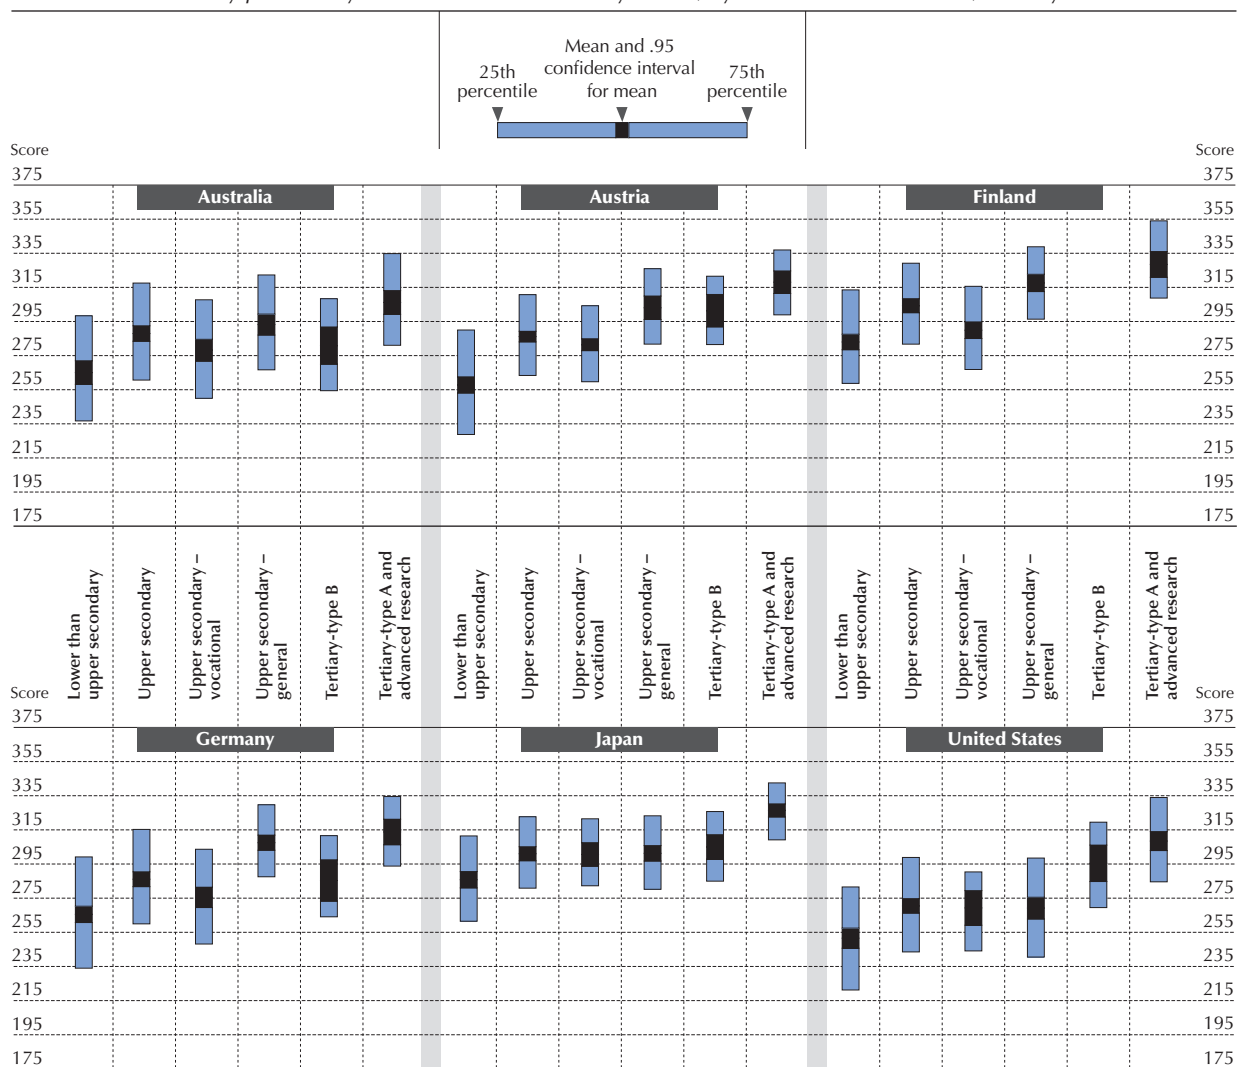 Mean and .95
confidence interval
for mean
25th
percentile
75th
percentile
Score
Score
375
375
Australia
Austria
Finland
355
355
335
335
315
315
295
295
275
275
255
255
235
235
215
215
195
195
175
175
Lower than
upper secondary
Upper secondary
Upper secondary –
vocational
Upper secondary –
general
Tertiary-type B
Tertiary-type A and
advanced research
Lower than
upper secondary
Upper secondary
Upper secondary –
vocational
Upper secondary –
general
Tertiary-type B
Tertiary-type A and
advanced research
Lower than
upper secondary
Upper secondary
Upper secondary –
vocational
Upper secondary –
general
Tertiary-type B
Tertiary-type A and
advanced research
Score
Score
375
375
Germany
Japan
United States
355
355
335
335
315
315
295
295
275
275
255
255
235
235
215
215
195
195
175
175